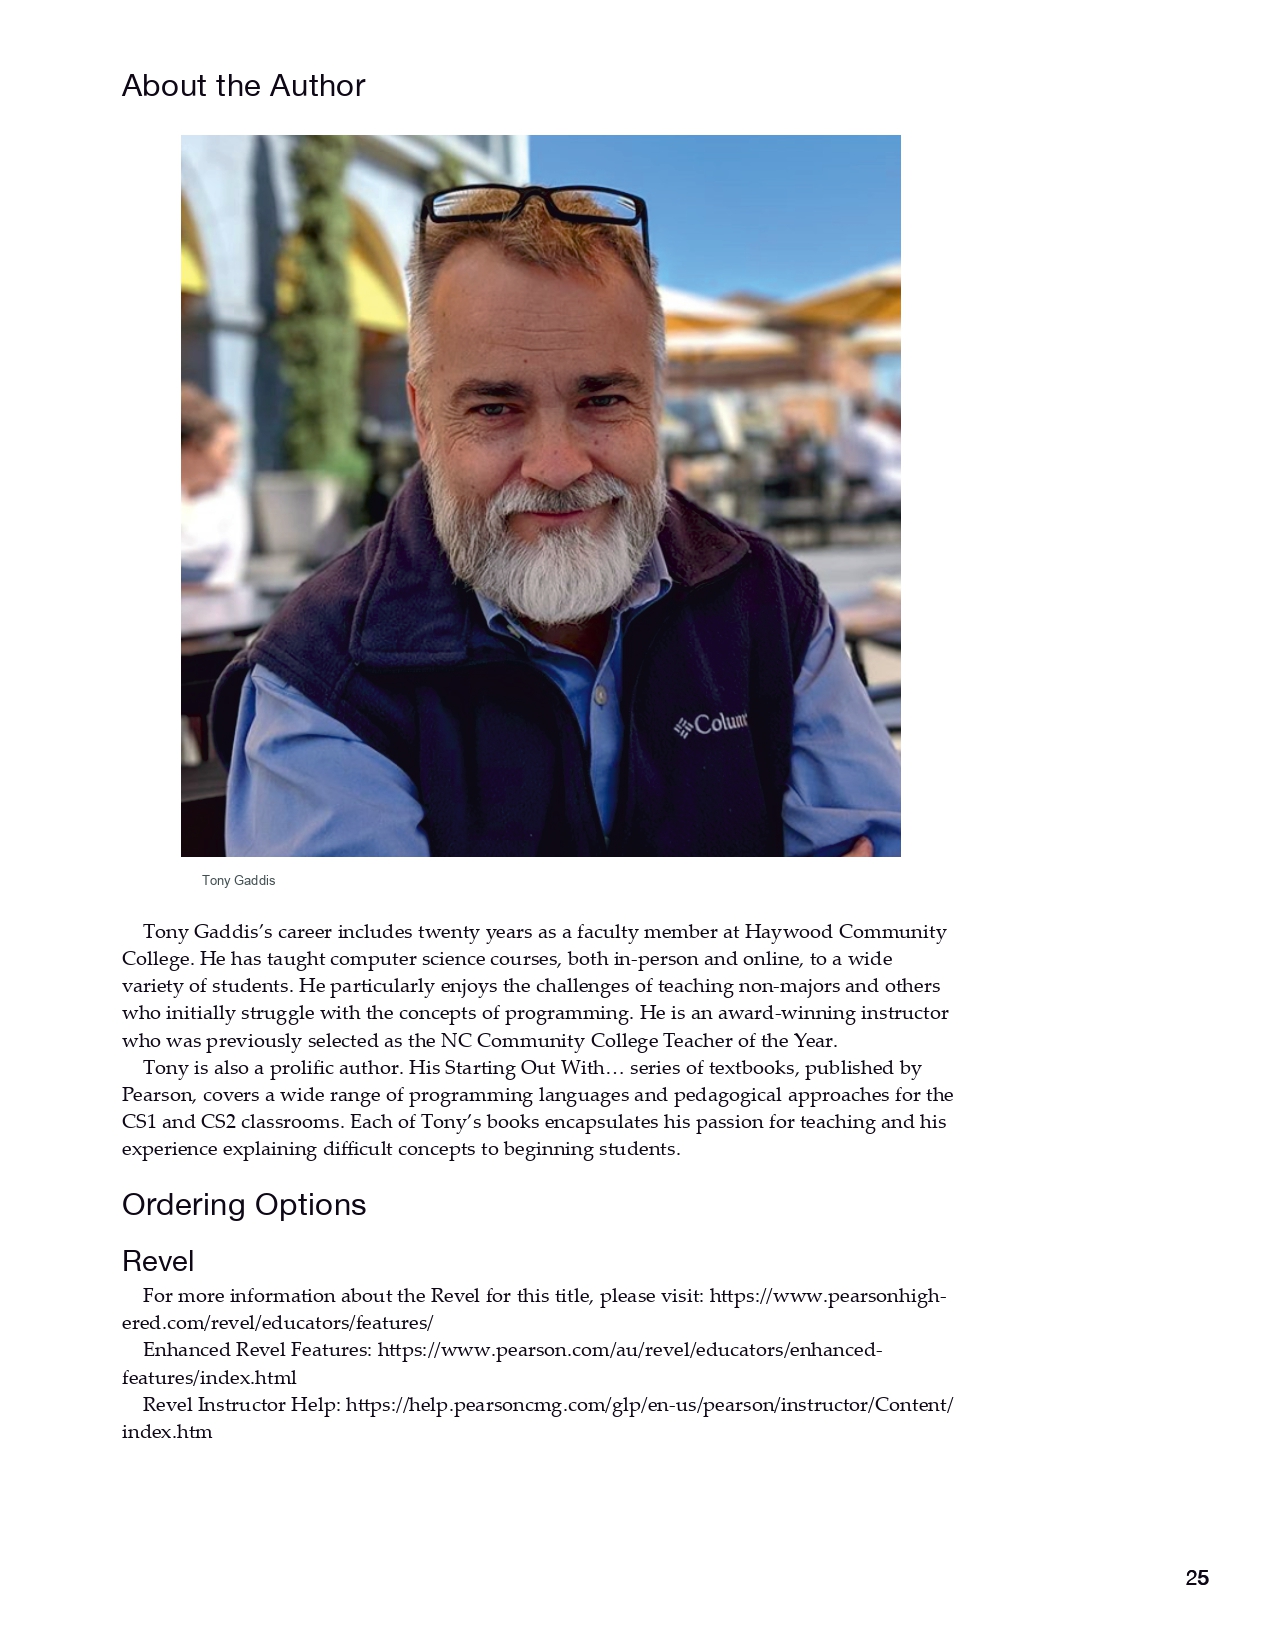 About the Author
Colum
Tony Gaddis
Tony Gaddis’s career includes twenty years as a faculty member at Haywood Community
College. He has taught computer science courses, both in-person and online, to a wide
variety of students. He particularly enjoys the challenges of teaching non-majors and others
who initially struggle with the concepts of programming. He is an award-winning instructor
who was previously selected as the NC Community College Teacher of the Year.
Tony is also a prolific author. His Starting Out With… series of textbooks, published by
Pearson, covers a wide range of programming languages and pedagogical approaches for the
CS1 and CS2 classrooms. Each of Tony’s books encapsulates his passion for teaching and his
experience explaining difficult concepts to beginning students.
Ordering Options
Revel
For more information about the Revel for this title, please visit: https://www.pearsonhigh-
ered.com/revel/educators/features/
Enhanced Revel Features: https://www.pearson.com/au/revel/educators/enhanced-
features/index.html
Revel Instructor Help: https://help.pearsoncmg.com/glp/en-us/pearson/instructor/Content/
index.htm
25